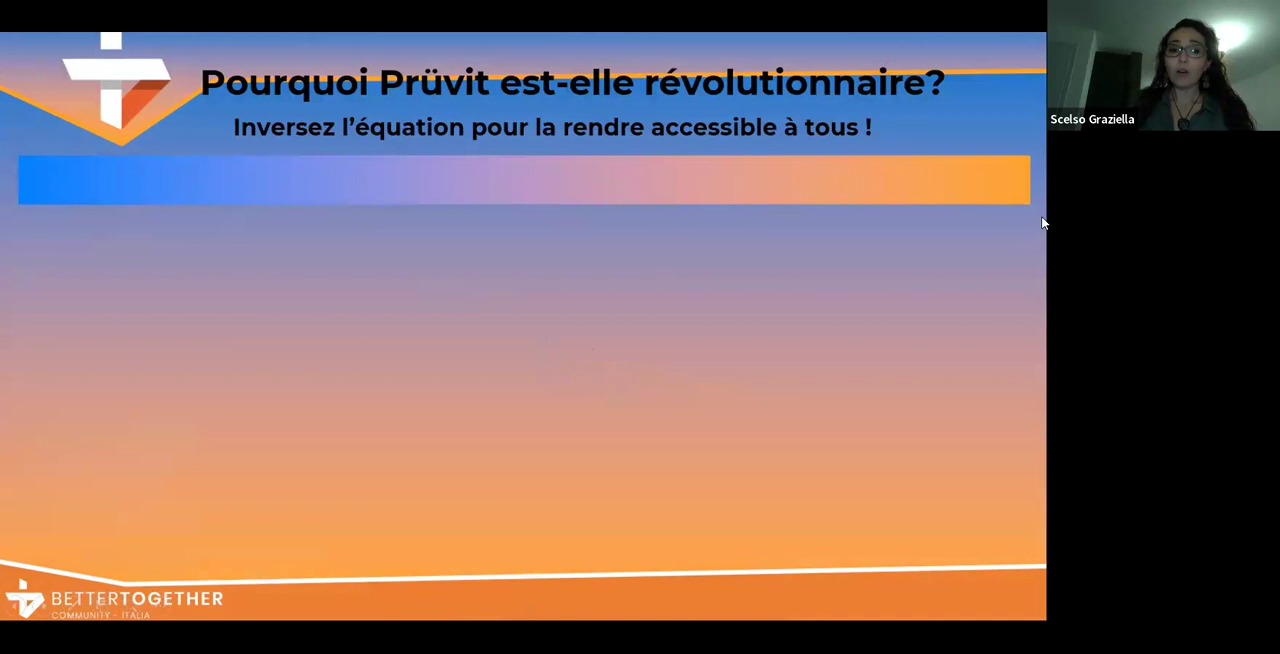 Pourquoi Prüvit est-elle révolutionnaire?
Inversez l'équation pour la rendre accessible à tous !
Scelso Graziella
BETTERTOGETHER
COMMUNITY - ITALIA